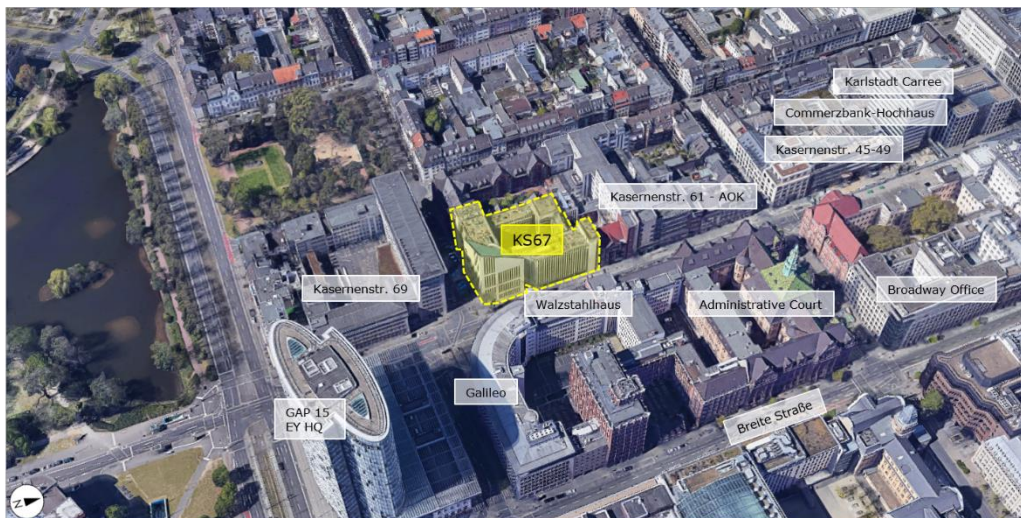 Karlstadt Carree
Commerzbank-Hochhaus
Kasernenstr. 45-49
Kasernenstr. 61 - AOK
KS67
Kasernenstr. 69
Walzstahlhaus
Administrative Court
Broadway Office
Galileo
GAP 15
EY HQ
Breite Straße
N